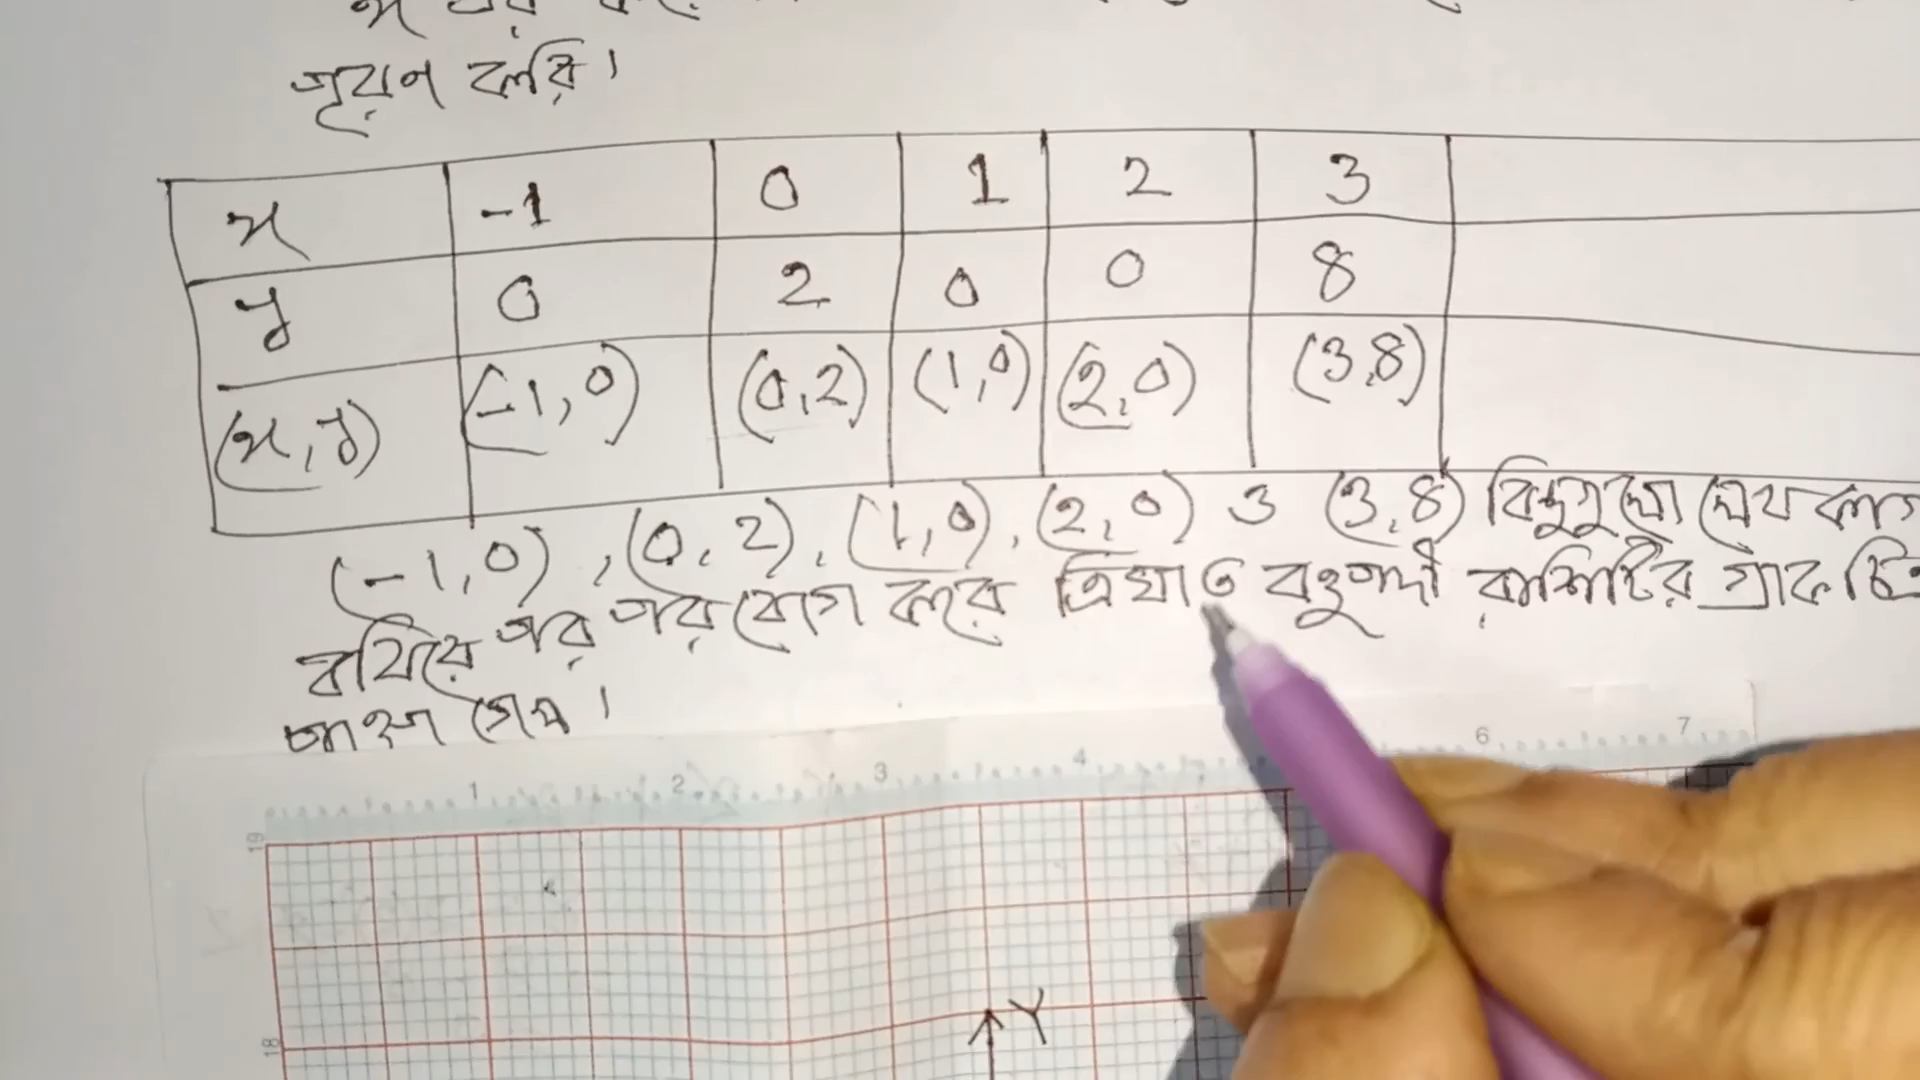 পূরণ করি।
x -1 0 1 2 3
y 0 2 0 0 8
(x,y) (-1,0) (0,2) (1,0) (2,0) (3,8)
(-1,0), (0,2), (1,0), (2,0) ও (3,8) বিন্দুগুলো লেখ কাগ
বসিয়ে পর পর যোগ করে ত্রিঘাত বহুপদী রাশিটির গ্রাফ চিত্র
পাওয়া গেল।
1 2 3 4 6 7
19
Y
18